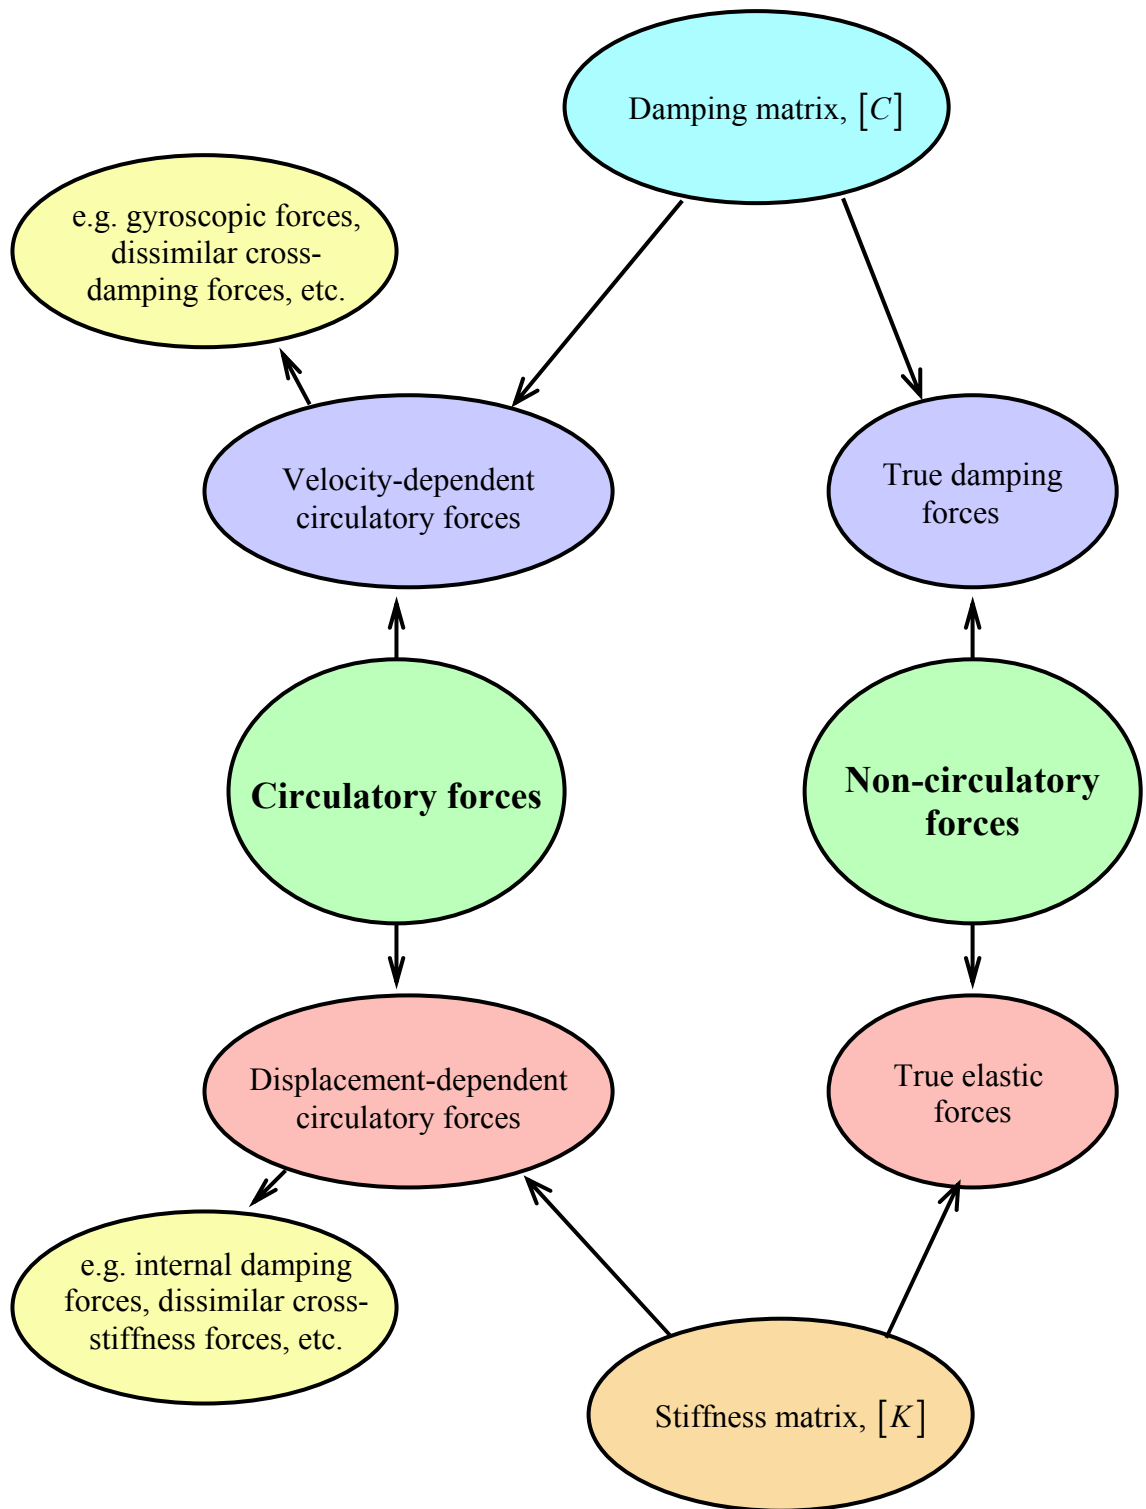 Damping matrix, [C]
e.g. gyroscopic forces,
dissimilar cross-
damping forces, etc.
Velocity-dependent
circulatory forces
True damping
forces
Circulatory forces
Non-circulatory
forces
Displacement-dependent
circulatory forces
True elastic
forces
e.g. internal damping
forces, dissimilar cross-
stiffness forces, etc.
Stiffness matrix, [K]